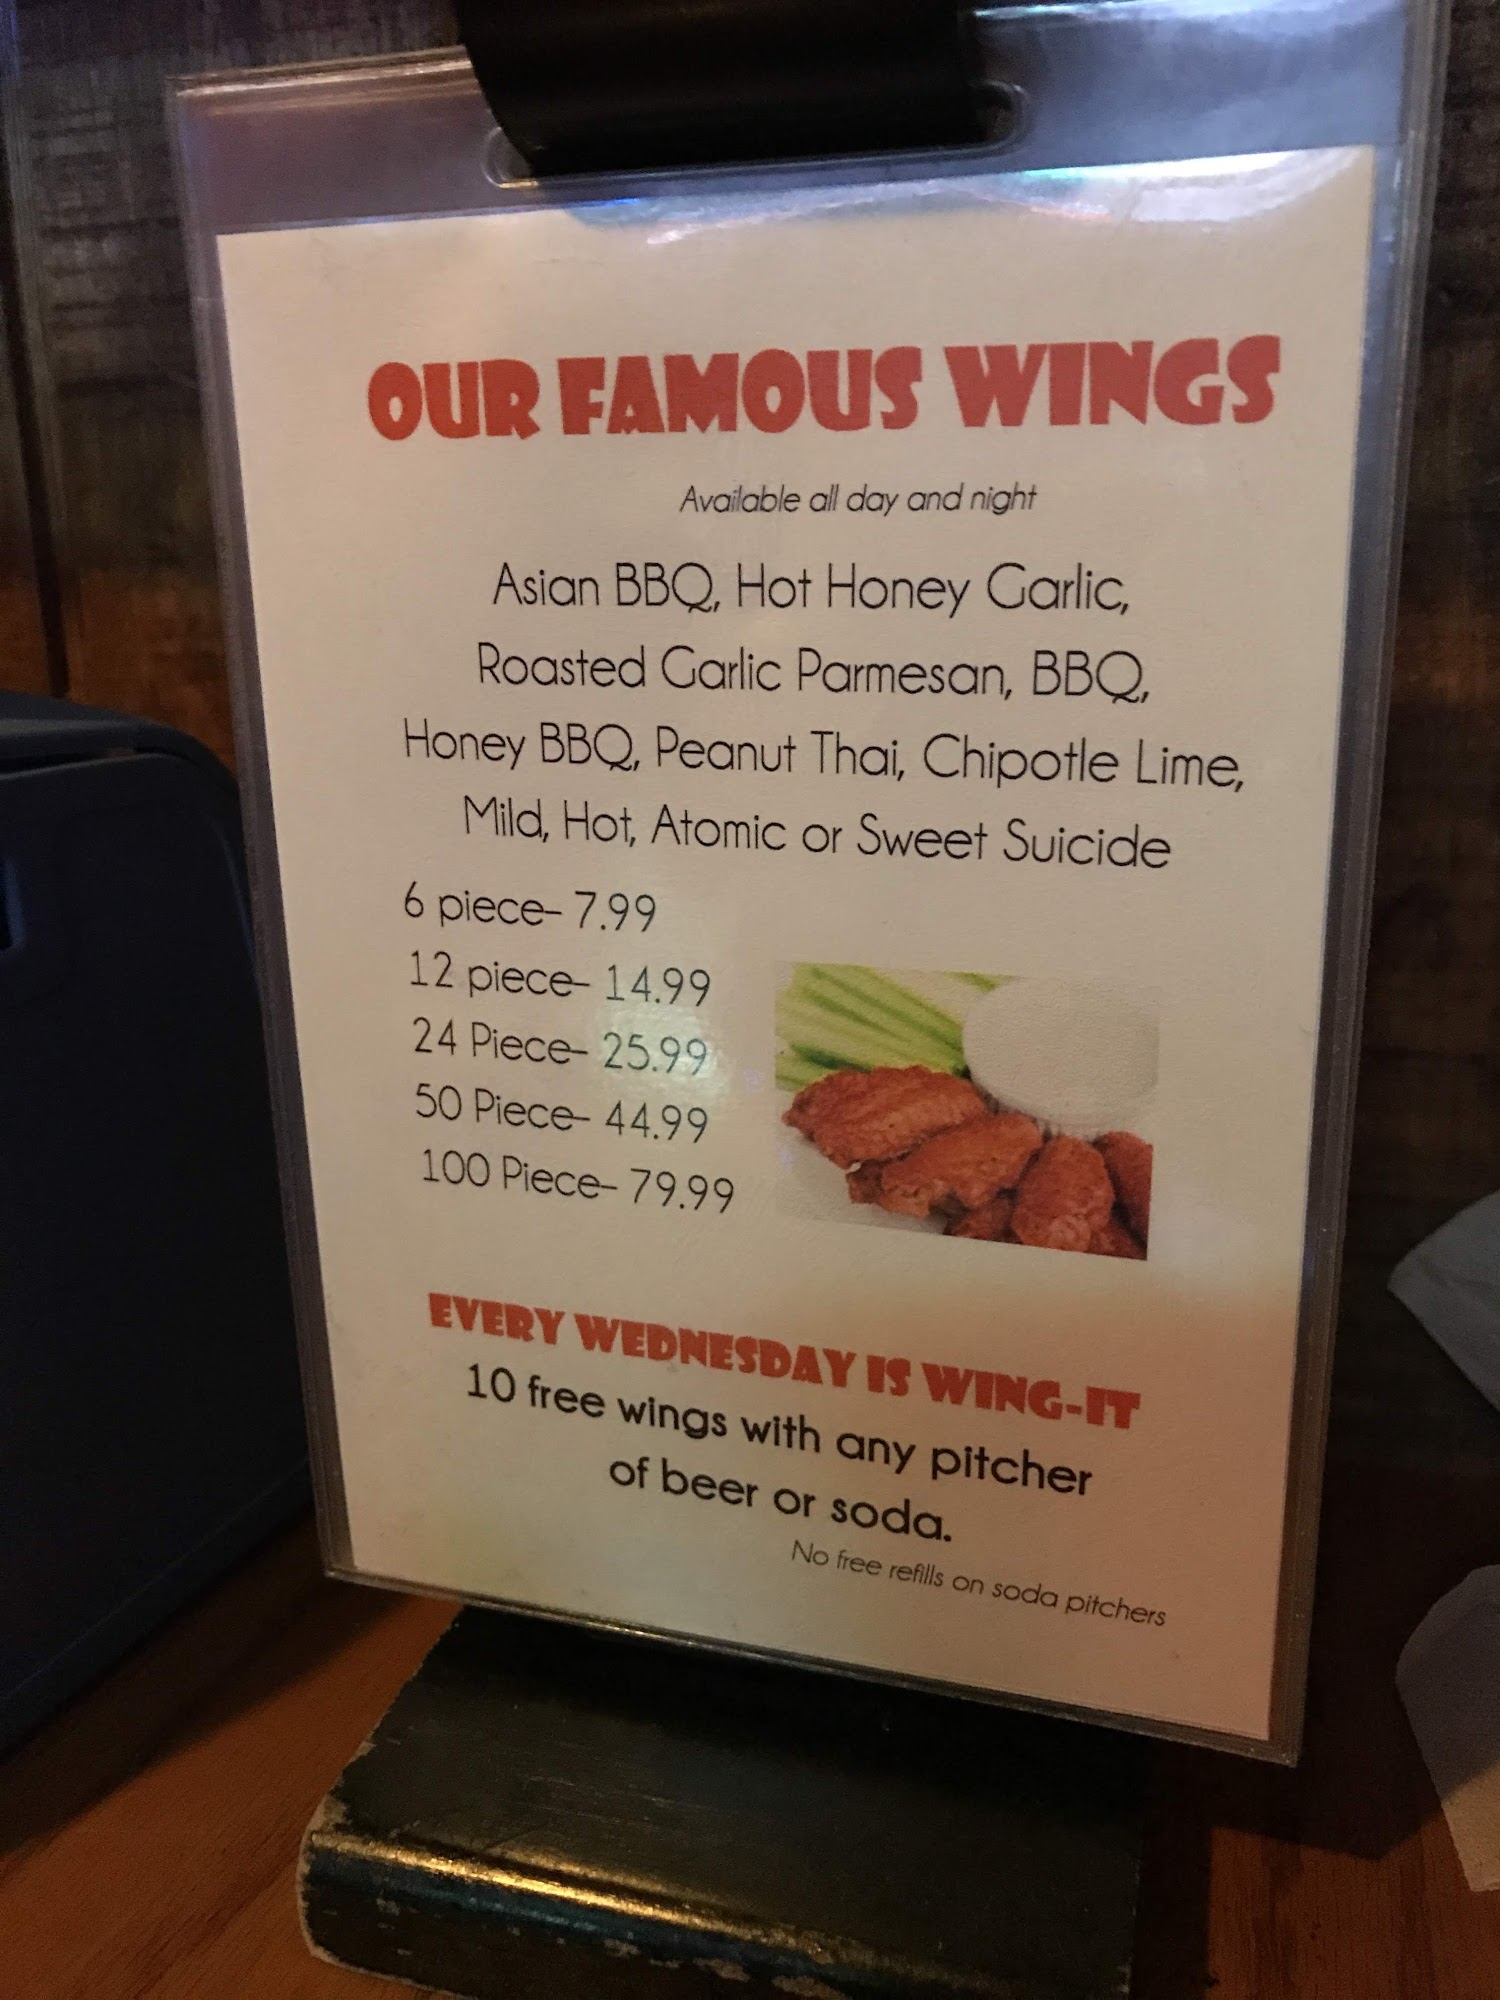 OUR FAMOUS WINGS
Available all day and night
Asian BBQ, Hot Honey Garlic,
Roasted Garlic Parmesan, BBQ,
Honey BBQ, Peanut Thai, Chipotle Lime,
Mild, Hot, Atomic or Sweet Suicide
6 piece- 7.99
12 piece- 14.99
24 Piece- 25.99
50 Piece- 44.99
100 Piece- 79.99
EVERY WEDNESDAY IS WING-IT
10 free wings with any pitcher
of beer or soda.
No free refills on soda pitchers